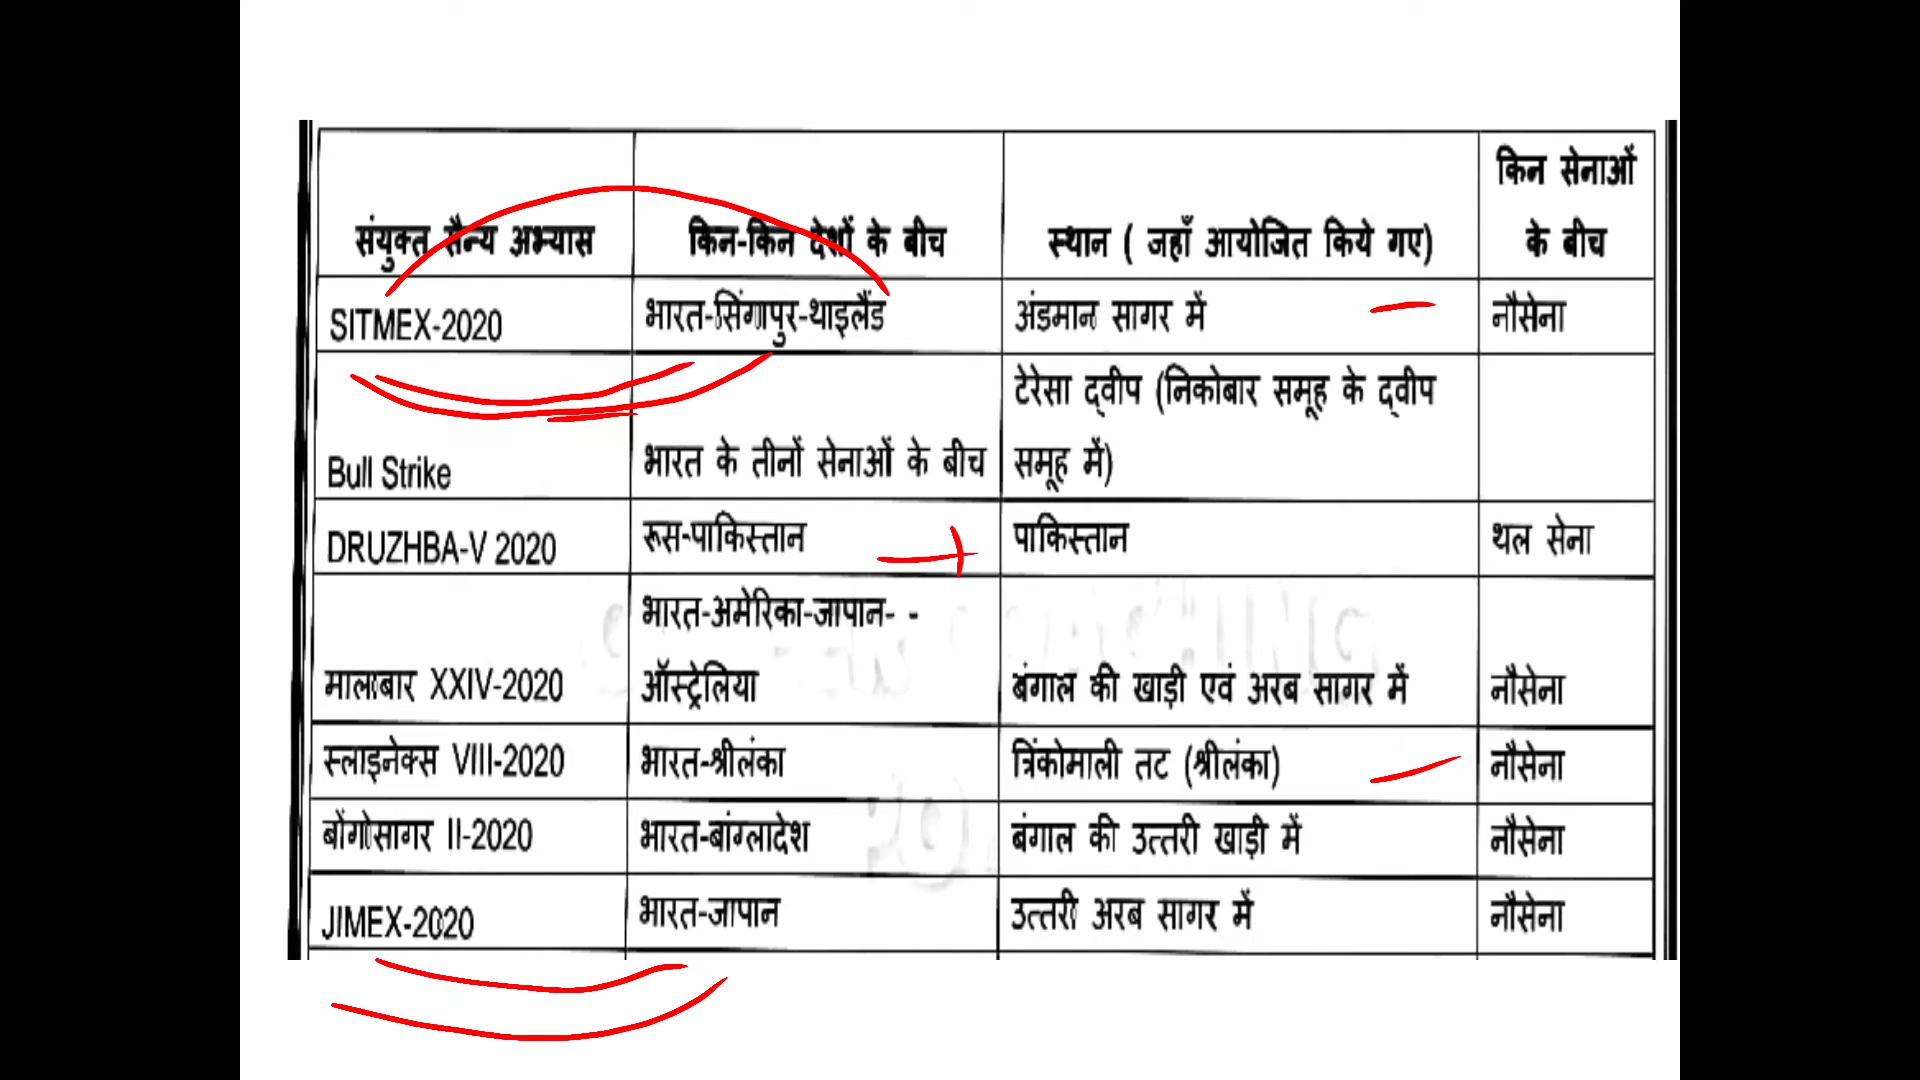 संयुक्त सैन्य अभ्यास किन-किन देशों के बीच स्थान ( जहाँ आयोजित किये गए) किन सेनाओं के बीच
SITMEX-2020 भारत-सिंगापुर-थाइलैंड अंडमान सागर में नौसेना
Bull Strike भारत के तीनों सेनाओं के बीच टेरेसा द्वीप (निकोबार समूह के द्वीप समूह में)
DRUZHBA-V 2020 रूस-पाकिस्तान पाकिस्तान थल सेना
मालाबार XXIV-2020 भारत-अमेरिका-जापान- - ऑस्ट्रेलिया बंगाल की खाड़ी एवं अरब सागर में नौसेना
स्लाइनेक्स VIII-2020 भारत-श्रीलंका त्रिंकोमाली तट (श्रीलंका) नौसेना
बोंगोसागर II-2020 भारत-बांग्लादेश बंगाल की उत्तरी खाड़ी में नौसेना
JIMEX-2020 भारत-जापान उत्तरी अरब सागर में नौसेना